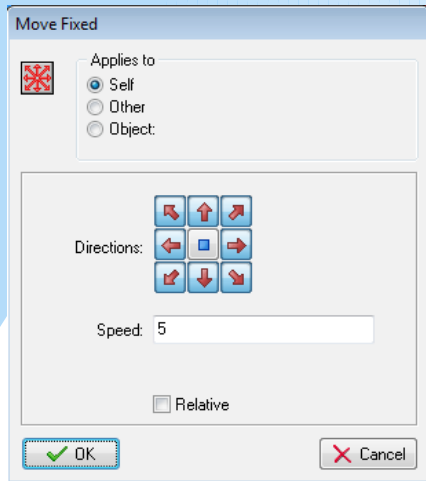 Move Fixed
Applies to
Self
Other
Object:
Directions:
Speed: 5
Relative
OK Cancel